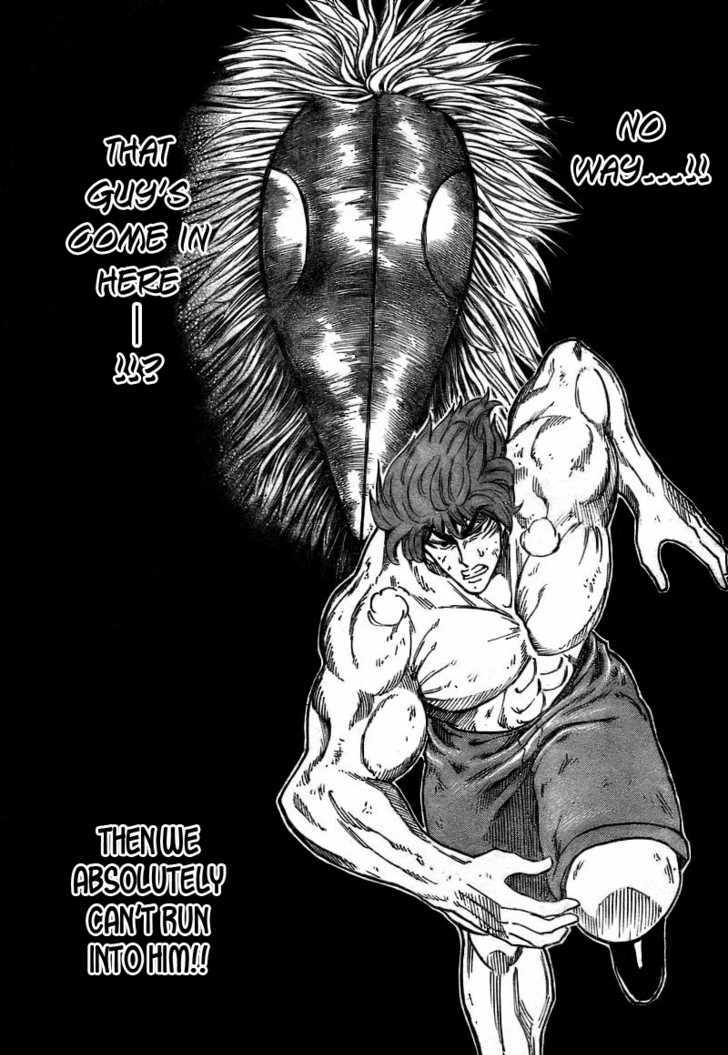 NO
WAY...!!
THAT
GUY'S
COME IN
HERE
—
!!?
THEN WE
ABSOLUTELY
CAN'T RUN
INTO HIM!!